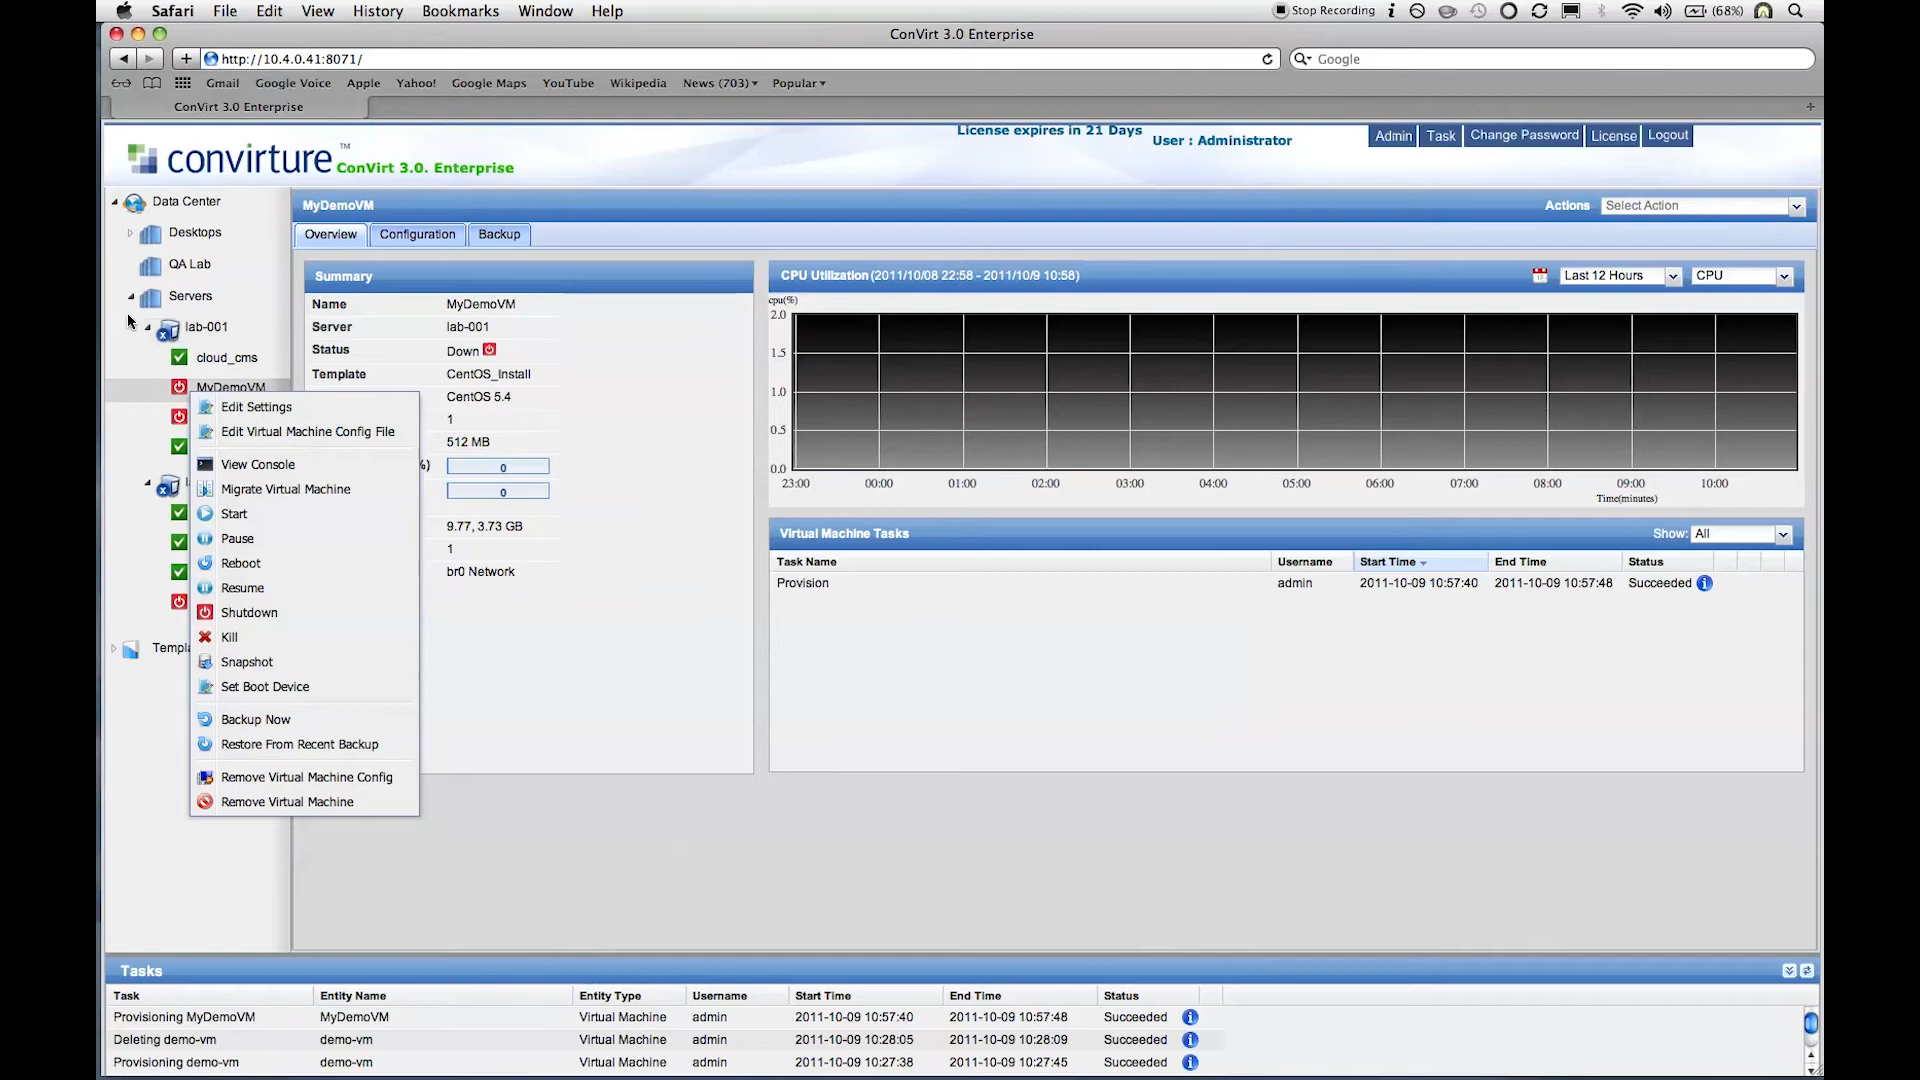 Safari File Edit View History Bookmarks Window Help Stop Recording (68%)
ConVirt 3.0 Enterprise
http://10.4.0.41:8071/ Google
Gmail Google Voice Apple Yahoo! Google Maps YouTube Wikipedia News (703) Popular
ConVirt 3.0 Enterprise
License expires in 21 Days
User : Administrator
Admin Task Change Password License Logout
convirture™ ConVirt 3.0. Enterprise
Data Center
Desktops
QA Lab
Servers
lab-001
cloud_cms
MyDemoVM
Templa
Edit Settings
Edit Virtual Machine Config File
View Console
Migrate Virtual Machine
Start
Pause
Reboot
Resume
Shutdown
Kill
Snapshot
Set Boot Device
Backup Now
Restore From Recent Backup
Remove Virtual Machine Config
Remove Virtual Machine
MyDemoVM
Actions Select Action
Overview Configuration Backup
Summary
Name MyDemoVM
Server lab-001
Status Down
Template CentOS_Install
CentOS 5.4
1
512 MB
%) 0
0
9.77, 3.73 GB
1
br0 Network
CPU Utilization(2011/10/08 22:58 - 2011/10/9 10:58) Last 12 Hours CPU
cpu(%)
2.0
1.5
1.0
0.5
0.0
23:00 00:00 01:00 02:00 03:00 04:00 05:00 06:00 07:00 08:00 09:00 10:00
Time(minutes)
Virtual Machine Tasks Show: All
Task Name Username Start Time End Time Status
Provision admin 2011-10-09 10:57:40 2011-10-09 10:57:48 Succeeded
Tasks
Task Entity Name Entity Type Username Start Time End Time Status
Provisioning MyDemoVM MyDemoVM Virtual Machine admin 2011-10-09 10:57:40 2011-10-09 10:57:48 Succeeded
Deleting demo-vm demo-vm Virtual Machine admin 2011-10-09 10:28:05 2011-10-09 10:28:09 Succeeded
Provisioning demo-vm demo-vm Virtual Machine admin 2011-10-09 10:27:38 2011-10-09 10:27:45 Succeeded